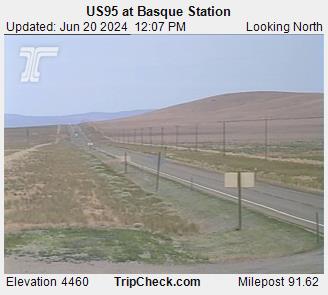 US95 at Basque Station
Updated: Jun 20 2024 12:07 PM Looking North
Elevation 4460 TripCheck.com Milepost 91.62